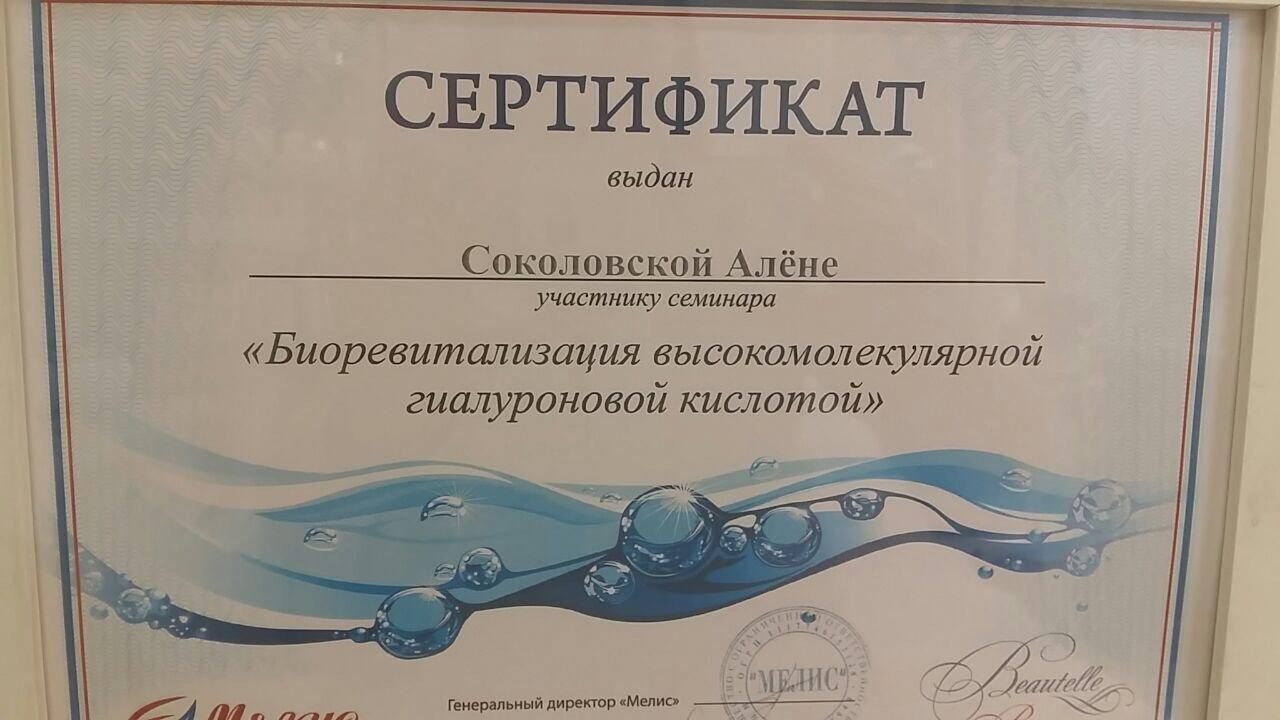 СЕРТИФИКАТ
выдан
Соколовской Алёне
участнику семинара
«Биоревитализация высокомолекулярной
гиалуроновой кислотой»
Генеральный директор «Мелис»
"МЕЛИС"
Beautelle